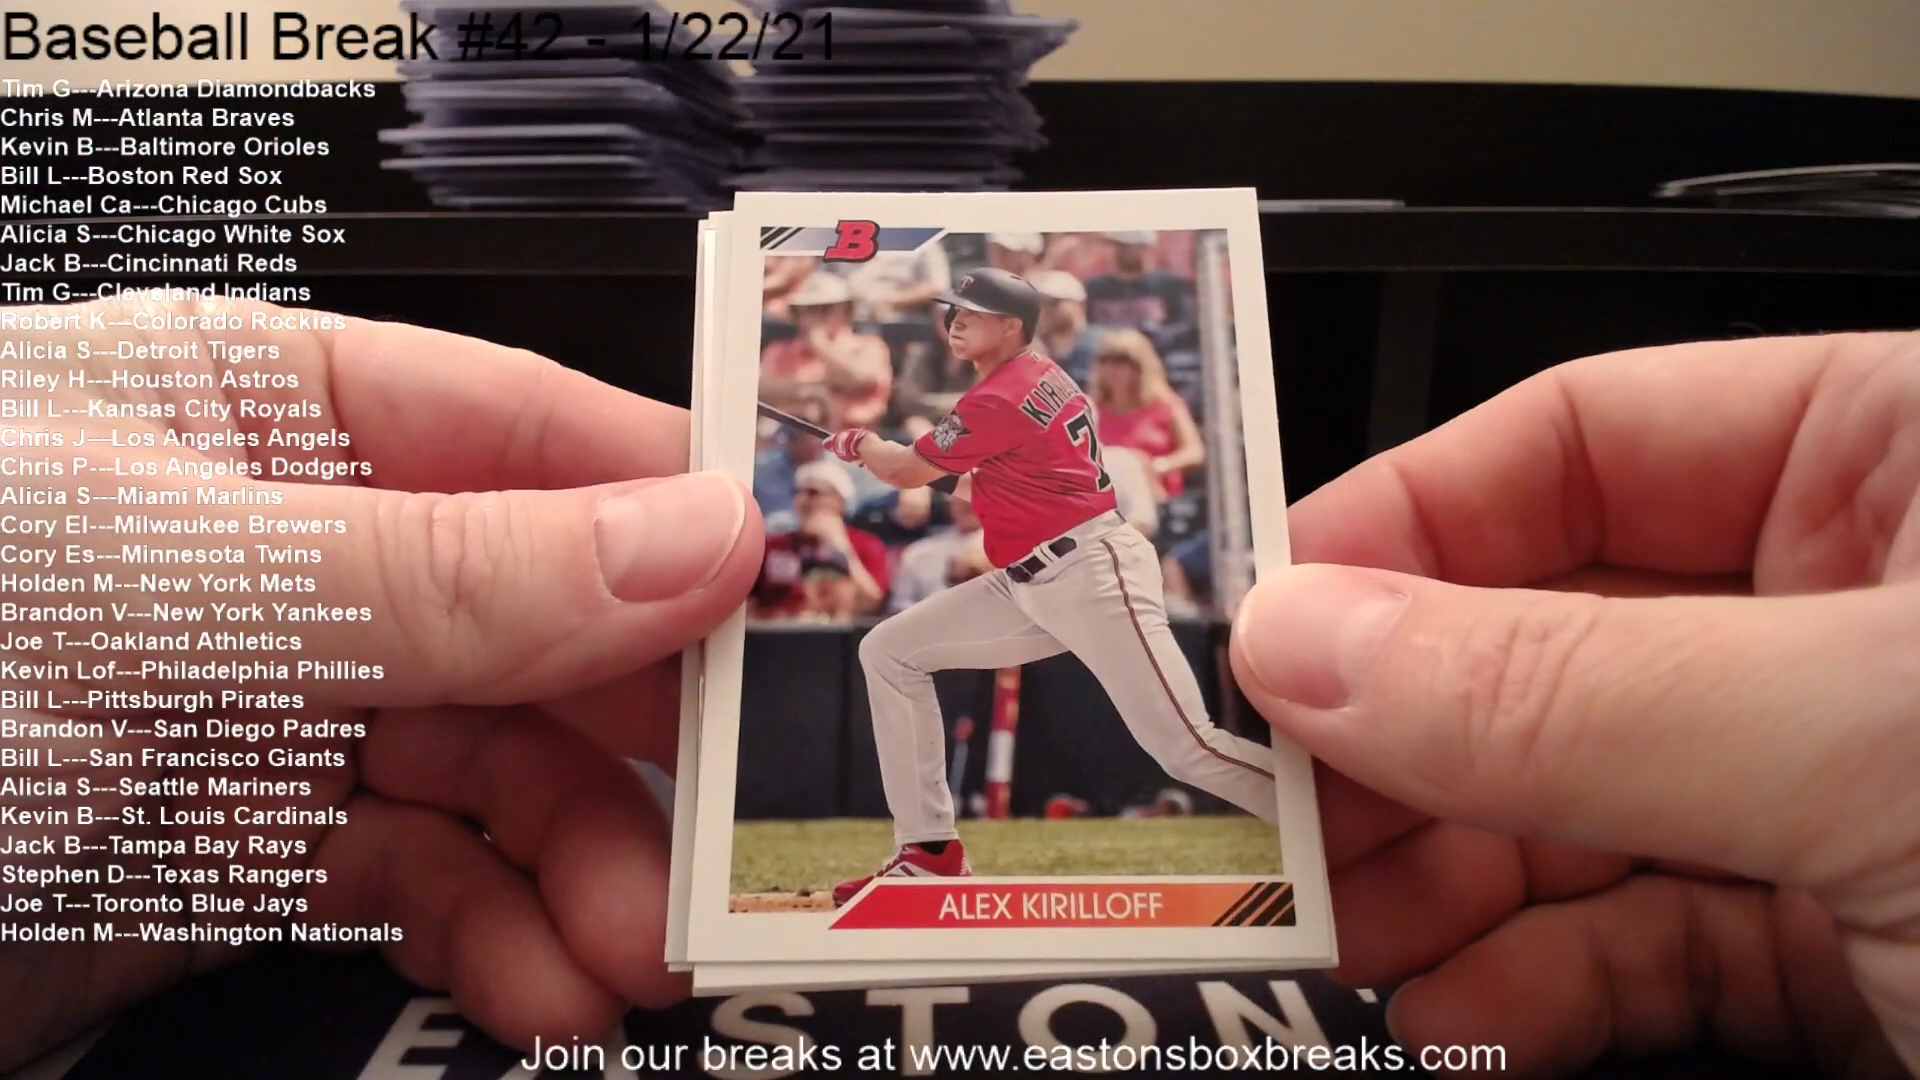 Baseball Break #42 - 1/22/21
Tim G---Arizona Diamondbacks
Chris M---Atlanta Braves
Kevin B---Baltimore Orioles
Bill L---Boston Red Sox
Michael Ca---Chicago Cubs
Alicia S---Chicago White Sox
Jack B---Cincinnati Reds
Tim G---Cleveland Indians
Robert K---Colorado Rockies
Alicia S---Detroit Tigers
Riley H---Houston Astros
Bill L---Kansas City Royals
Chris J---Los Angeles Angels
Chris P---Los Angeles Dodgers
Alicia S---Miami Marlins
Cory El---Milwaukee Brewers
Cory Es---Minnesota Twins
Holden M---New York Mets
Brandon V---New York Yankees
Joe T---Oakland Athletics
Kevin Lof---Philadelphia Phillies
Bill L---Pittsburgh Pirates
Brandon V---San Diego Padres
Bill L---San Francisco Giants
Alicia S---Seattle Mariners
Kevin B---St. Louis Cardinals
Jack B---Tampa Bay Rays
Stephen D---Texas Rangers
Joe T---Toronto Blue Jays
Holden M---Washington Nationals
B
T
ALEX KIRILLOFF
EASTON'
Join our breaks at www.eastonsboxbreaks.com